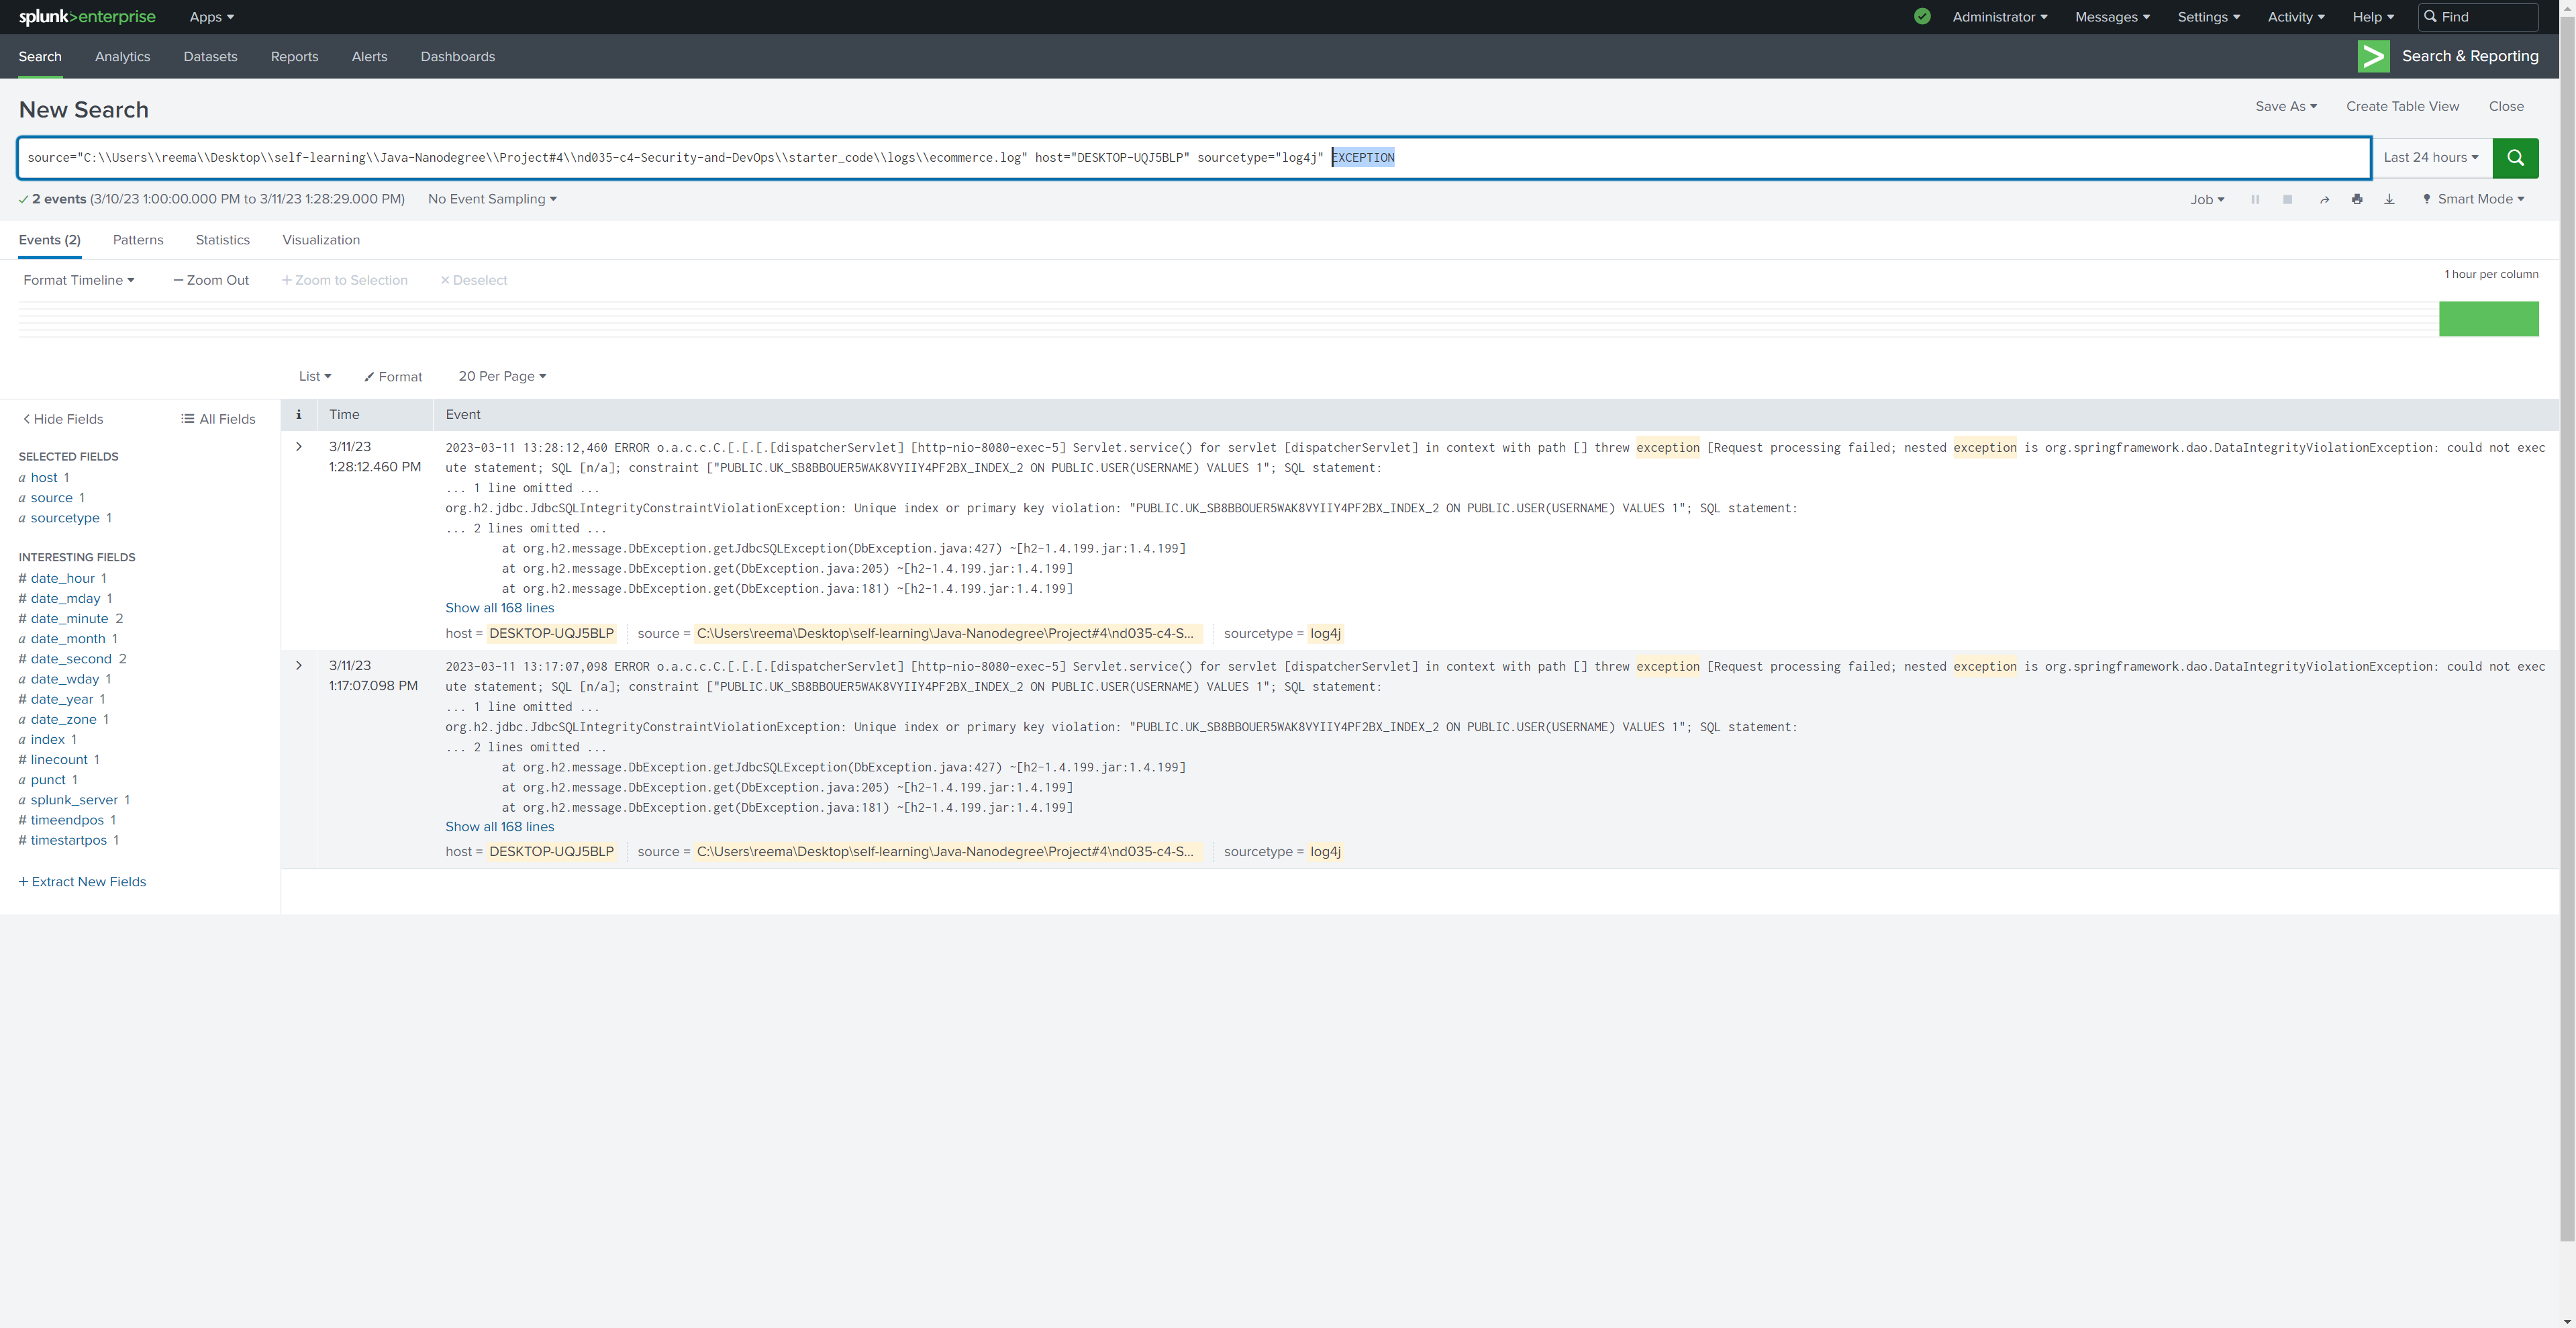 splunk>enterprise Apps Administrator Messages Settings Activity Help Find
Search Analytics Datasets Reports Alerts Dashboards Search & Reporting
New Search Save As Create Table View Close
source="C:\\Users\\reema\\Desktop\\self-learning\\Java-Nanodegree\\Project#4\\nd035-c4-Security-and-DevOps\\starter_code\\logs\\ecommerce.log" host="DESKTOP-UQJ5BLP" sourcetype="log4j" EXCEPTION Last 24 hours
2 events (3/10/23 1:00:00.000 PM to 3/11/23 1:28:29.000 PM) No Event Sampling Job Smart Mode
Events (2) Patterns Statistics Visualization
Format Timeline — Zoom Out + Zoom to Selection × Deselect 1 hour per column
List Format 20 Per Page
Hide Fields All Fields
SELECTED FIELDS
a host 1
a source 1
a sourcetype 1
INTERESTING FIELDS
# date_hour 1
# date_mday 1
# date_minute 2
a date_month 1
# date_second 2
a date_wday 1
# date_year 1
a date_zone 1
a index 1
# linecount 1
a punct 1
a splunk_server 1
# timeendpos 1
# timestartpos 1
+ Extract New Fields
i Time Event
> 3/11/23
1:28:12.460 PM
2023-03-11 13:28:12,460 ERROR o.a.c.c.C.[.[.[.[dispatcherServlet] [http-nio-8080-exec-5] Servlet.service() for servlet [dispatcherServlet] in context with path [] threw exception [Request processing failed; nested exception is org.springframework.dao.DataIntegrityViolationException: could not exec
ute statement; SQL [n/a]; constraint ["PUBLIC.UK_SB8BBOUER5WAK8VYIIY4PF2BX_INDEX_2 ON PUBLIC.USER(USERNAME) VALUES 1"; SQL statement:
... 1 line omitted ...
org.h2.jdbc.JdbcSQLIntegrityConstraintViolationException: Unique index or primary key violation: "PUBLIC.UK_SB8BBOUER5WAK8VYIIY4PF2BX_INDEX_2 ON PUBLIC.USER(USERNAME) VALUES 1"; SQL statement:
... 2 lines omitted ...
at org.h2.message.DbException.getJdbcSQLException(DbException.java:427) ~[h2-1.4.199.jar:1.4.199]
at org.h2.message.DbException.get(DbException.java:205) ~[h2-1.4.199.jar:1.4.199]
at org.h2.message.DbException.get(DbException.java:181) ~[h2-1.4.199.jar:1.4.199]
Show all 168 lines
host = DESKTOP-UQJ5BLP source = C:\Users\reema\Desktop\self-learning\Java-Nanodegree\Project#4\nd035-c4-S... sourcetype = log4j
> 3/11/23
1:17:07.098 PM
2023-03-11 13:17:07,098 ERROR o.a.c.c.C.[.[.[.[dispatcherServlet] [http-nio-8080-exec-5] Servlet.service() for servlet [dispatcherServlet] in context with path [] threw exception [Request processing failed; nested exception is org.springframework.dao.DataIntegrityViolationException: could not exec
ute statement; SQL [n/a]; constraint ["PUBLIC.UK_SB8BBOUER5WAK8VYIIY4PF2BX_INDEX_2 ON PUBLIC.USER(USERNAME) VALUES 1"; SQL statement:
... 1 line omitted ...
org.h2.jdbc.JdbcSQLIntegrityConstraintViolationException: Unique index or primary key violation: "PUBLIC.UK_SB8BBOUER5WAK8VYIIY4PF2BX_INDEX_2 ON PUBLIC.USER(USERNAME) VALUES 1"; SQL statement:
... 2 lines omitted ...
at org.h2.message.DbException.getJdbcSQLException(DbException.java:427) ~[h2-1.4.199.jar:1.4.199]
at org.h2.message.DbException.get(DbException.java:205) ~[h2-1.4.199.jar:1.4.199]
at org.h2.message.DbException.get(DbException.java:181) ~[h2-1.4.199.jar:1.4.199]
Show all 168 lines
host = DESKTOP-UQJ5BLP source = C:\Users\reema\Desktop\self-learning\Java-Nanodegree\Project#4\nd035-c4-S... sourcetype = log4j